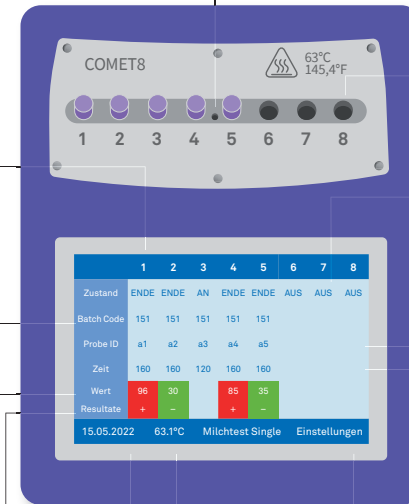 COMET8
63°C
145,4°F
1 2 3 4 5 6 7 8
1 2 3 4 5 6 7 8
Zustand ENDE ENDE AN ENDE ENDE AUS AUS AUS
Batch Code 151 151 151 151 151
Probe ID a1 a2 a3 a4 a5
Zeit 160 160 120 160 160
Wert 96 30 85 35
Resultate + – + –
15.05.2022 63.1°C Milchtest Single Einstellungen